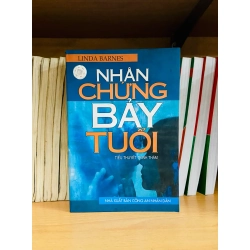 LINDA BARNES
NHÂN
CHỨNG
BẢY
TUỔI
TIỂU THUYẾT TRINH THÁM
NHÀ XUẤT BẢN CÔNG AN NHÂN DÂN